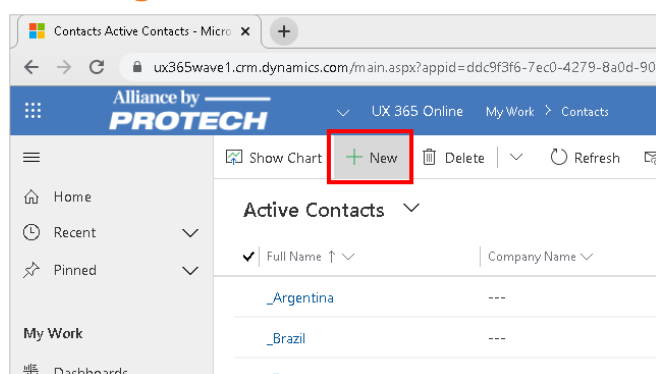 Contacts Active Contacts - Micro
ux365wave1.crm.dynamics.com/main.aspx?appid=ddc9f3f6-7ec0-4279-8a0d-90
Alliance by
PROTECH
UX 365 Online My Work > Contacts
Show Chart + New Delete Refresh
Home
Active Contacts
Recent
✓ Full Name ↑ Company Name
Pinned
_Argentina ---
My Work
_Brazil ---
Dashboards